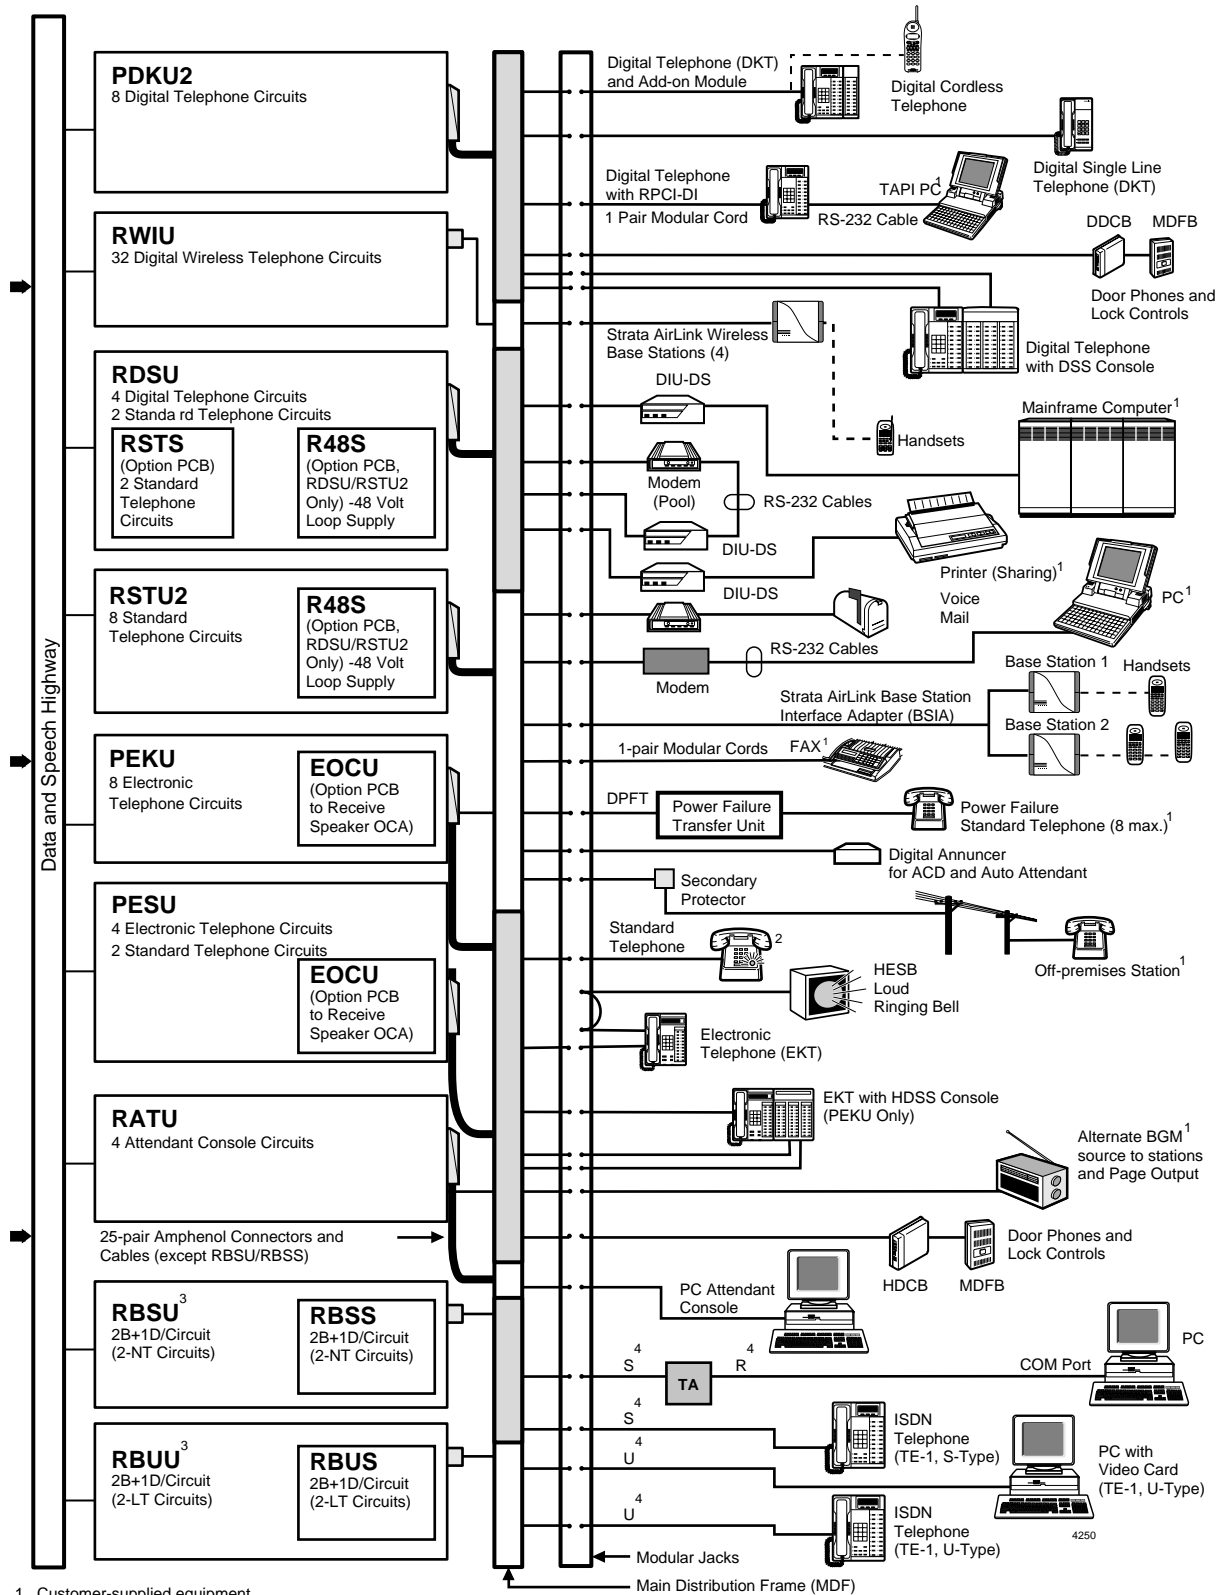 Data and Speech Highway
PDKU2
8 Digital Telephone Circuits
RWIU
32 Digital Wireless Telephone Circuits
RDSU
4 Digital Telephone Circuits
2 Standa rd Telephone Circuits
RSTS
(Option PCB)
2 Standard
Telephone
Circuits
R48S
(Option PCB,
RDSU/RSTU2
Only) -48 Volt
Loop Supply
RSTU2
8 Standard
Telephone Circuits
R48S
(Option PCB,
RDSU/RSTU2
Only) -48 Volt
Loop Supply
PEKU
8 Electronic
Telephone Circuits
EOCU
(Option PCB
to Receive
Speaker OCA)
PESU
4 Electronic Telephone Circuits
2 Standard Telephone Circuits
EOCU
(Option PCB
to Receive
Speaker OCA)
RATU
4 Attendant Console Circuits
25-pair Amphenol Connectors and
Cables (except RBSU/RBSS)
RBSU3
2B+1D/Circuit
(2-NT Circuits)
RBSS
2B+1D/Circuit
(2-NT Circuits)
RBUU3
2B+1D/Circuit
(2-LT Circuits)
RBUS
2B+1D/Circuit
(2-LT Circuits)
Digital Telephone (DKT)
and Add-on Module
Digital Cordless
Telephone
Digital Single Line
Telephone (DKT)
Digital Telephone
with RPCI-DI
1 Pair Modular Cord
RS-232 Cable
TAPI PC1
DDCB
MDFB
Door Phones and
Lock Controls
Strata AirLink Wireless
Base Stations (4)
Digital Telephone
with DSS Console
DIU-DS
Handsets
Mainframe Computer1
Modem
(Pool)
RS-232 Cables
DIU-DS
DIU-DS
Printer (Sharing)1
Voice
Mail
PC1
RS-232 Cables
Modem
Base Station 1
Handsets
Strata AirLink Base Station
Interface Adapter (BSIA)
Base Station 2
1-pair Modular Cords
FAX1
DPFT
Power Failure
Transfer Unit
Power Failure
Standard Telephone (8 max.)1
Digital Annuncer
for ACD and Auto Attendant
Secondary
Protector
Standard
Telephone
2
Off-premises Station1
HESB
Loud
Ringing Bell
Electronic
Telephone (EKT)
EKT with HDSS Console
(PEKU Only)
Alternate BGM1
source to stations
and Page Output
HDCB
MDFB
Door Phones and
Lock Controls
PC Attendant
Console
4
S
TA
4
R
COM Port
PC
4
S
ISDN
Telephone
(TE-1, S-Type)
4
U
PC with
Video Card
(TE-1, U-Type)
4
U
ISDN
Telephone
(TE-1, U-Type)
4250
Modular Jacks
Main Distribution Frame (MDF)
1 Customer-supplied equipment